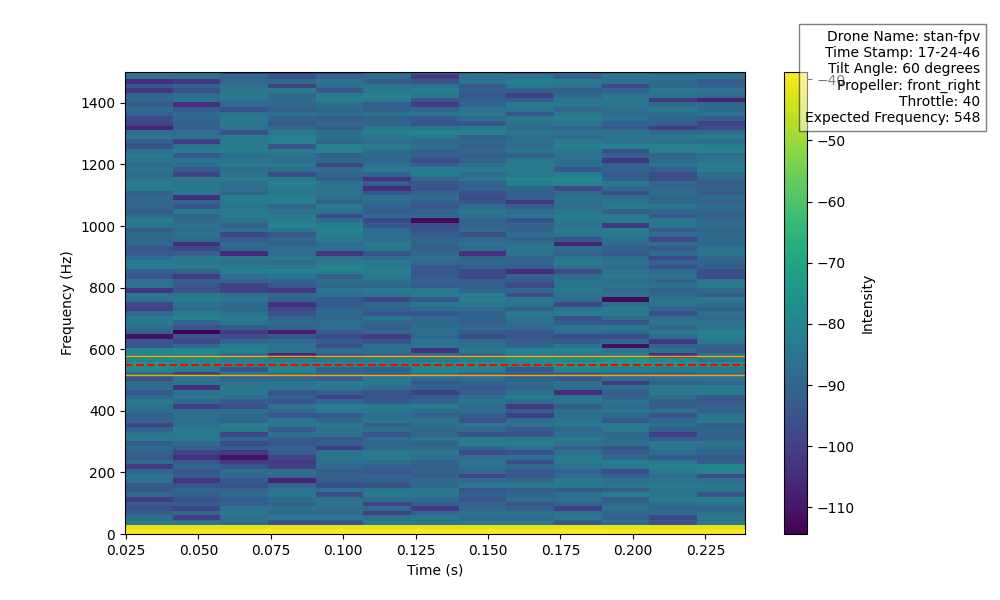 Drone Name: stan-fpv
Time Stamp: 17-24-46
Tilt Angle: 60 degrees
Propeller: front_right
Throttle: 40
Expected Frequency: 548
1400
1200
1000
800
600
400
200
0
Frequency (Hz)
0.025 0.050 0.075 0.100 0.125 0.150 0.175 0.200 0.225
Time (s)
−40
−50
−60
−70
−80
−90
−100
−110
Intensity